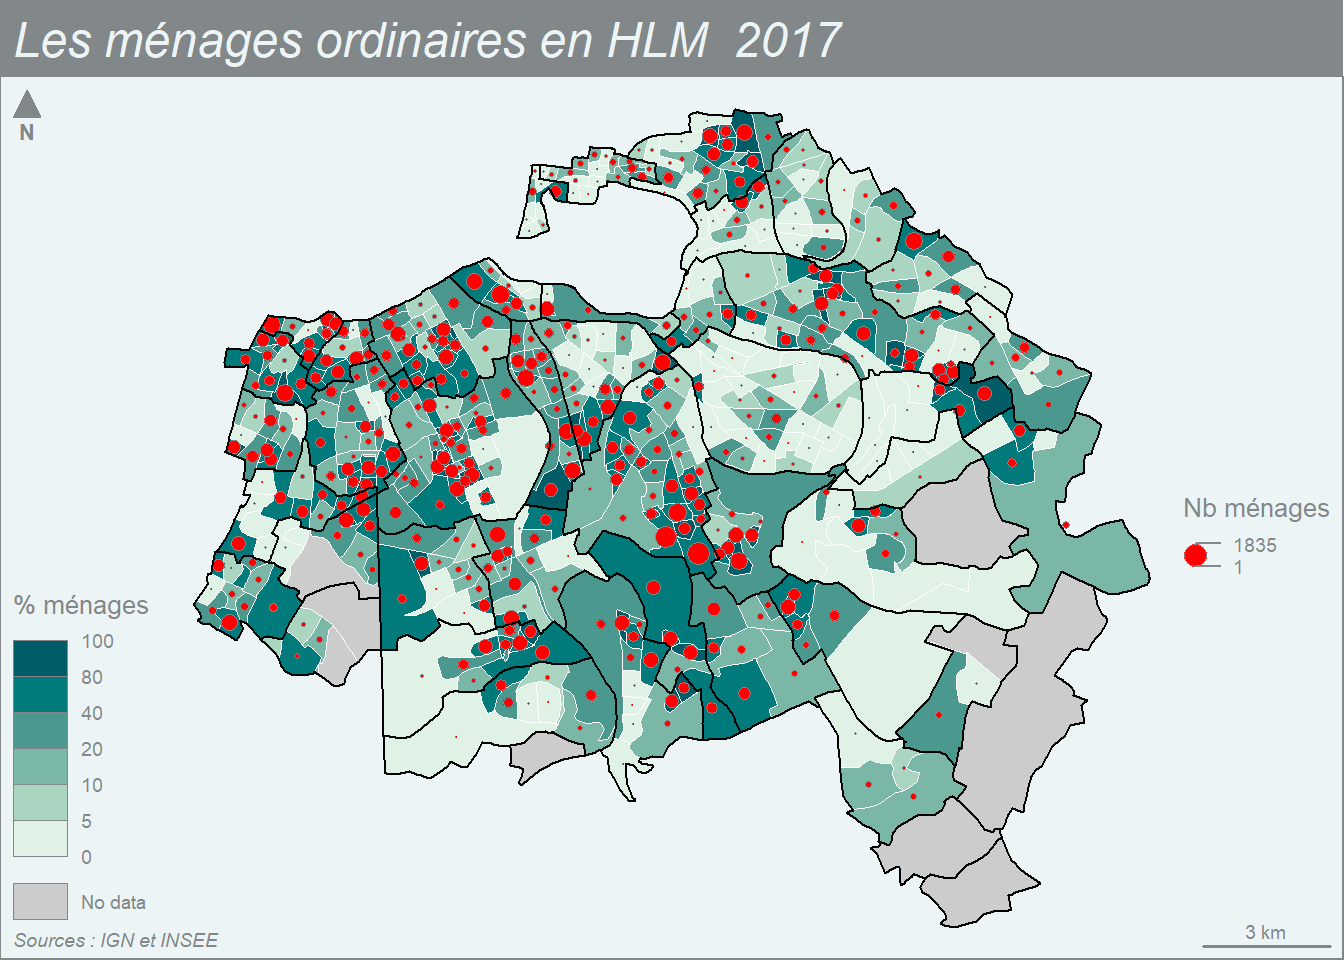 Les ménages ordinaires en HLM  2017
N
Nb ménages
1835
1
% ménages
100
80
40
20
10
5
0
No data
Sources : IGN et INSEE
3 km